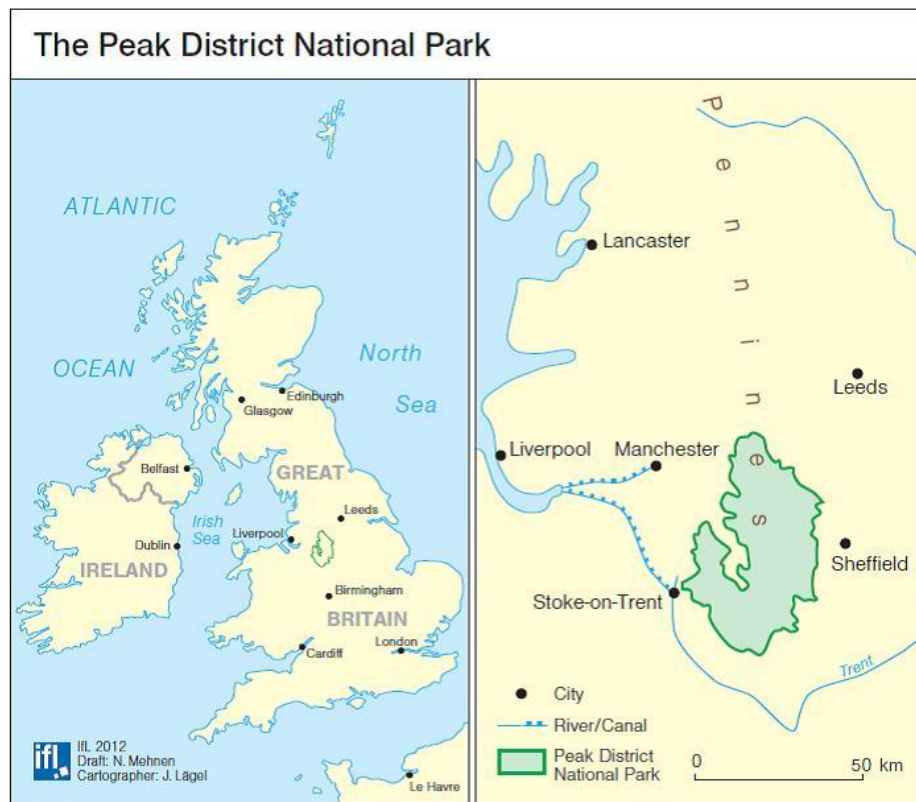 The Peak District National Park
ATLANTIC
OCEAN
North
Sea
Edinburgh
Glasgow
GREAT
Belfast
Irish
Sea
Leeds
Liverpool
Dublin
IRELAND
Birmingham
BRITAIN
London
Cardiff
Le Havre
ifl
IfL 2012
Draft: N. Mehnen
Cartographer: J. Lägel
Pennines
Lancaster
Leeds
Liverpool
Manchester
Sheffield
Stoke-on-Trent
Trent
City
River/Canal
Peak District
National Park
0 50 km